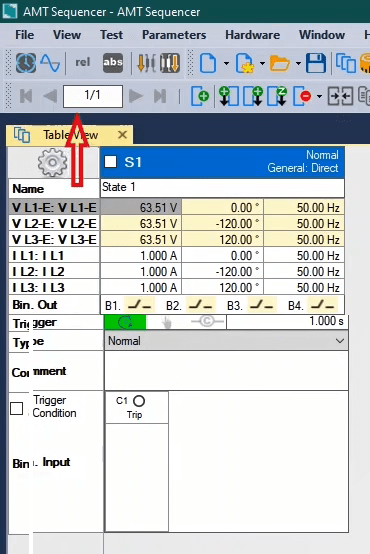 AMT Sequencer - AMT Sequencer
File View Test Parameters Hardware Window
rel abs
1/1
Table View
S1 Normal
General: Direct
Name State 1
V L1-E: V L1-E 63.51 V 0.00 ° 50.00 Hz
V L2-E: V L2-E 63.51 V -120.00 ° 50.00 Hz
V L3-E: V L3-E 63.51 V 120.00 ° 50.00 Hz
I L1: I L1 1.000 A 0.00 ° 50.00 Hz
I L2: I L2 1.000 A -120.00 ° 50.00 Hz
I L3: I L3 1.000 A 120.00 ° 50.00 Hz
Bin. Out B1. B2. B3. B4.
Trigger 1.000 s
Type Normal
Comment
Trigger
Condition
C1
Trip
Bin. Input